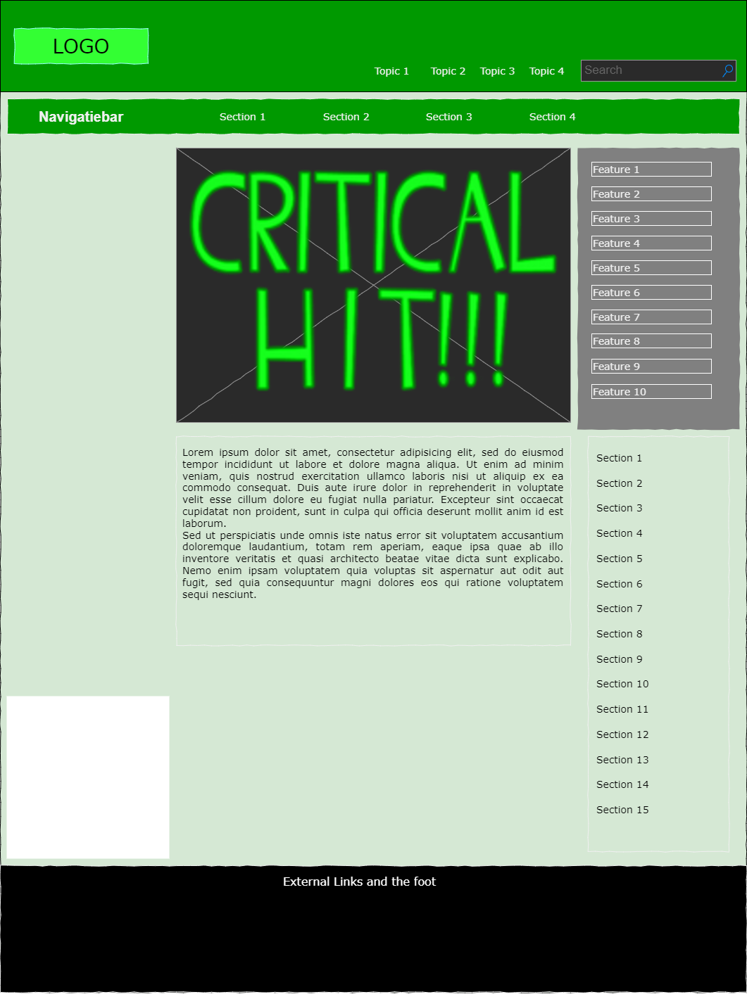 LOGO
Topic 1 Topic 2 Topic 3 Topic 4 Search
Navigatiebar Section 1 Section 2 Section 3 Section 4
CRITICAL
HIT!!!
Feature 1
Feature 2
Feature 3
Feature 4
Feature 5
Feature 6
Feature 7
Feature 8
Feature 9
Feature 10
Lorem ipsum dolor sit amet, consectetur adipisicing elit, sed do eiusmod
tempor incididunt ut labore et dolore magna aliqua. Ut enim ad minim
veniam, quis nostrud exercitation ullamco laboris nisi ut aliquip ex ea
commodo consequat. Duis aute irure dolor in reprehenderit in voluptate
velit esse cillum dolore eu fugiat nulla pariatur. Excepteur sint occaecat
cupidatat non proident, sunt in culpa qui officia deserunt mollit anim id est
laborum.
Sed ut perspiciatis unde omnis iste natus error sit voluptatem accusantium
doloremque laudantium, totam rem aperiam, eaque ipsa quae ab illo
inventore veritatis et quasi architecto beatae vitae dicta sunt explicabo.
Nemo enim ipsam voluptatem quia voluptas sit aspernatur aut odit aut
fugit, sed quia consequuntur magni dolores eos qui ratione voluptatem
sequi nesciunt.
Section 1
Section 2
Section 3
Section 4
Section 5
Section 6
Section 7
Section 8
Section 9
Section 10
Section 11
Section 12
Section 13
Section 14
Section 15
External Links and the foot